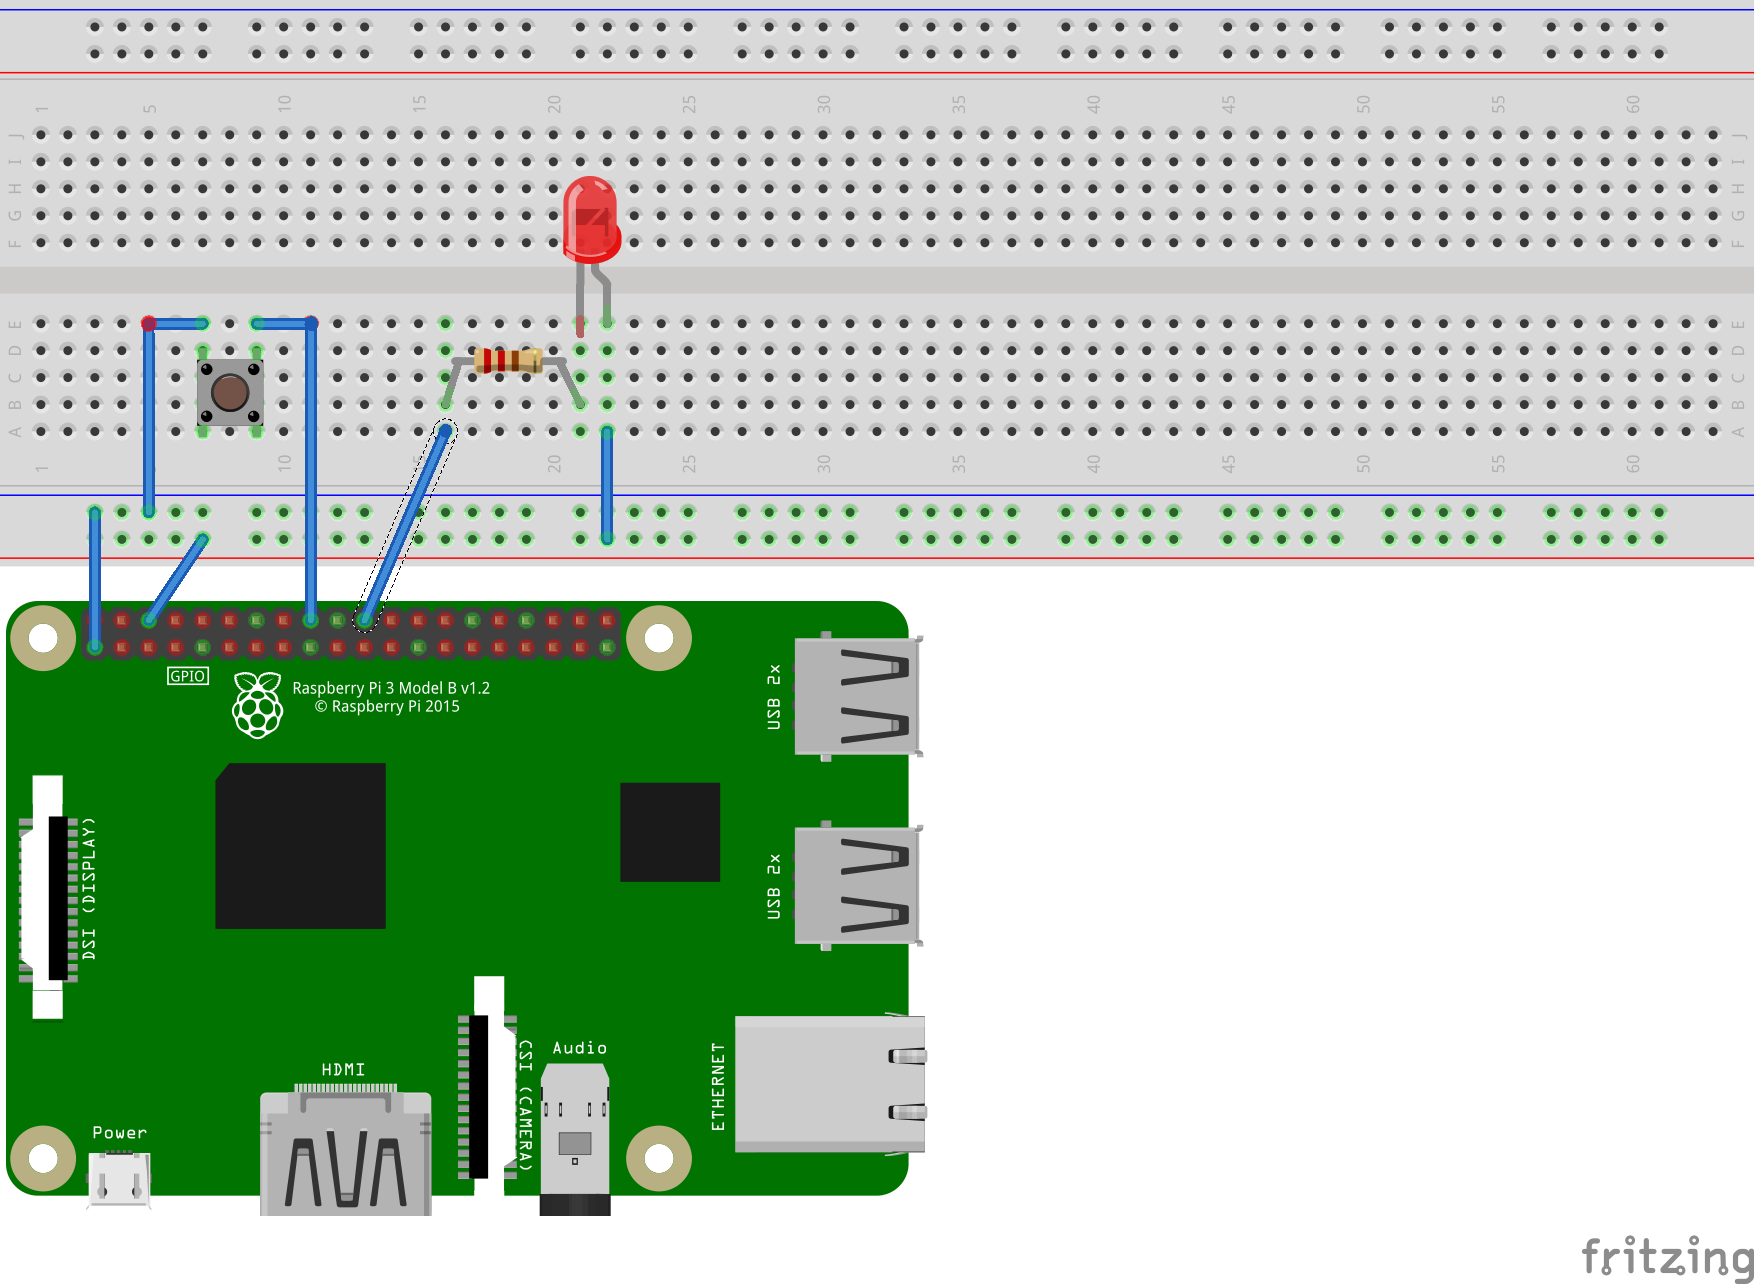 1 5 10 15 20 25 30 35 40 45 50 55 60
J J
I I
H H
G G
F F
E E
D D
C C
B B
A A
1 10 20 25 30 35 40 45 50 55 60
GPIO
Raspberry Pi 3 Model B v1.2
© Raspberry Pi 2015
USB 2x
USB 2x
DSI (DISPLAY)
CSI (CAMERA)
ETHERNET
Audio
HDMI
Power
fritzing